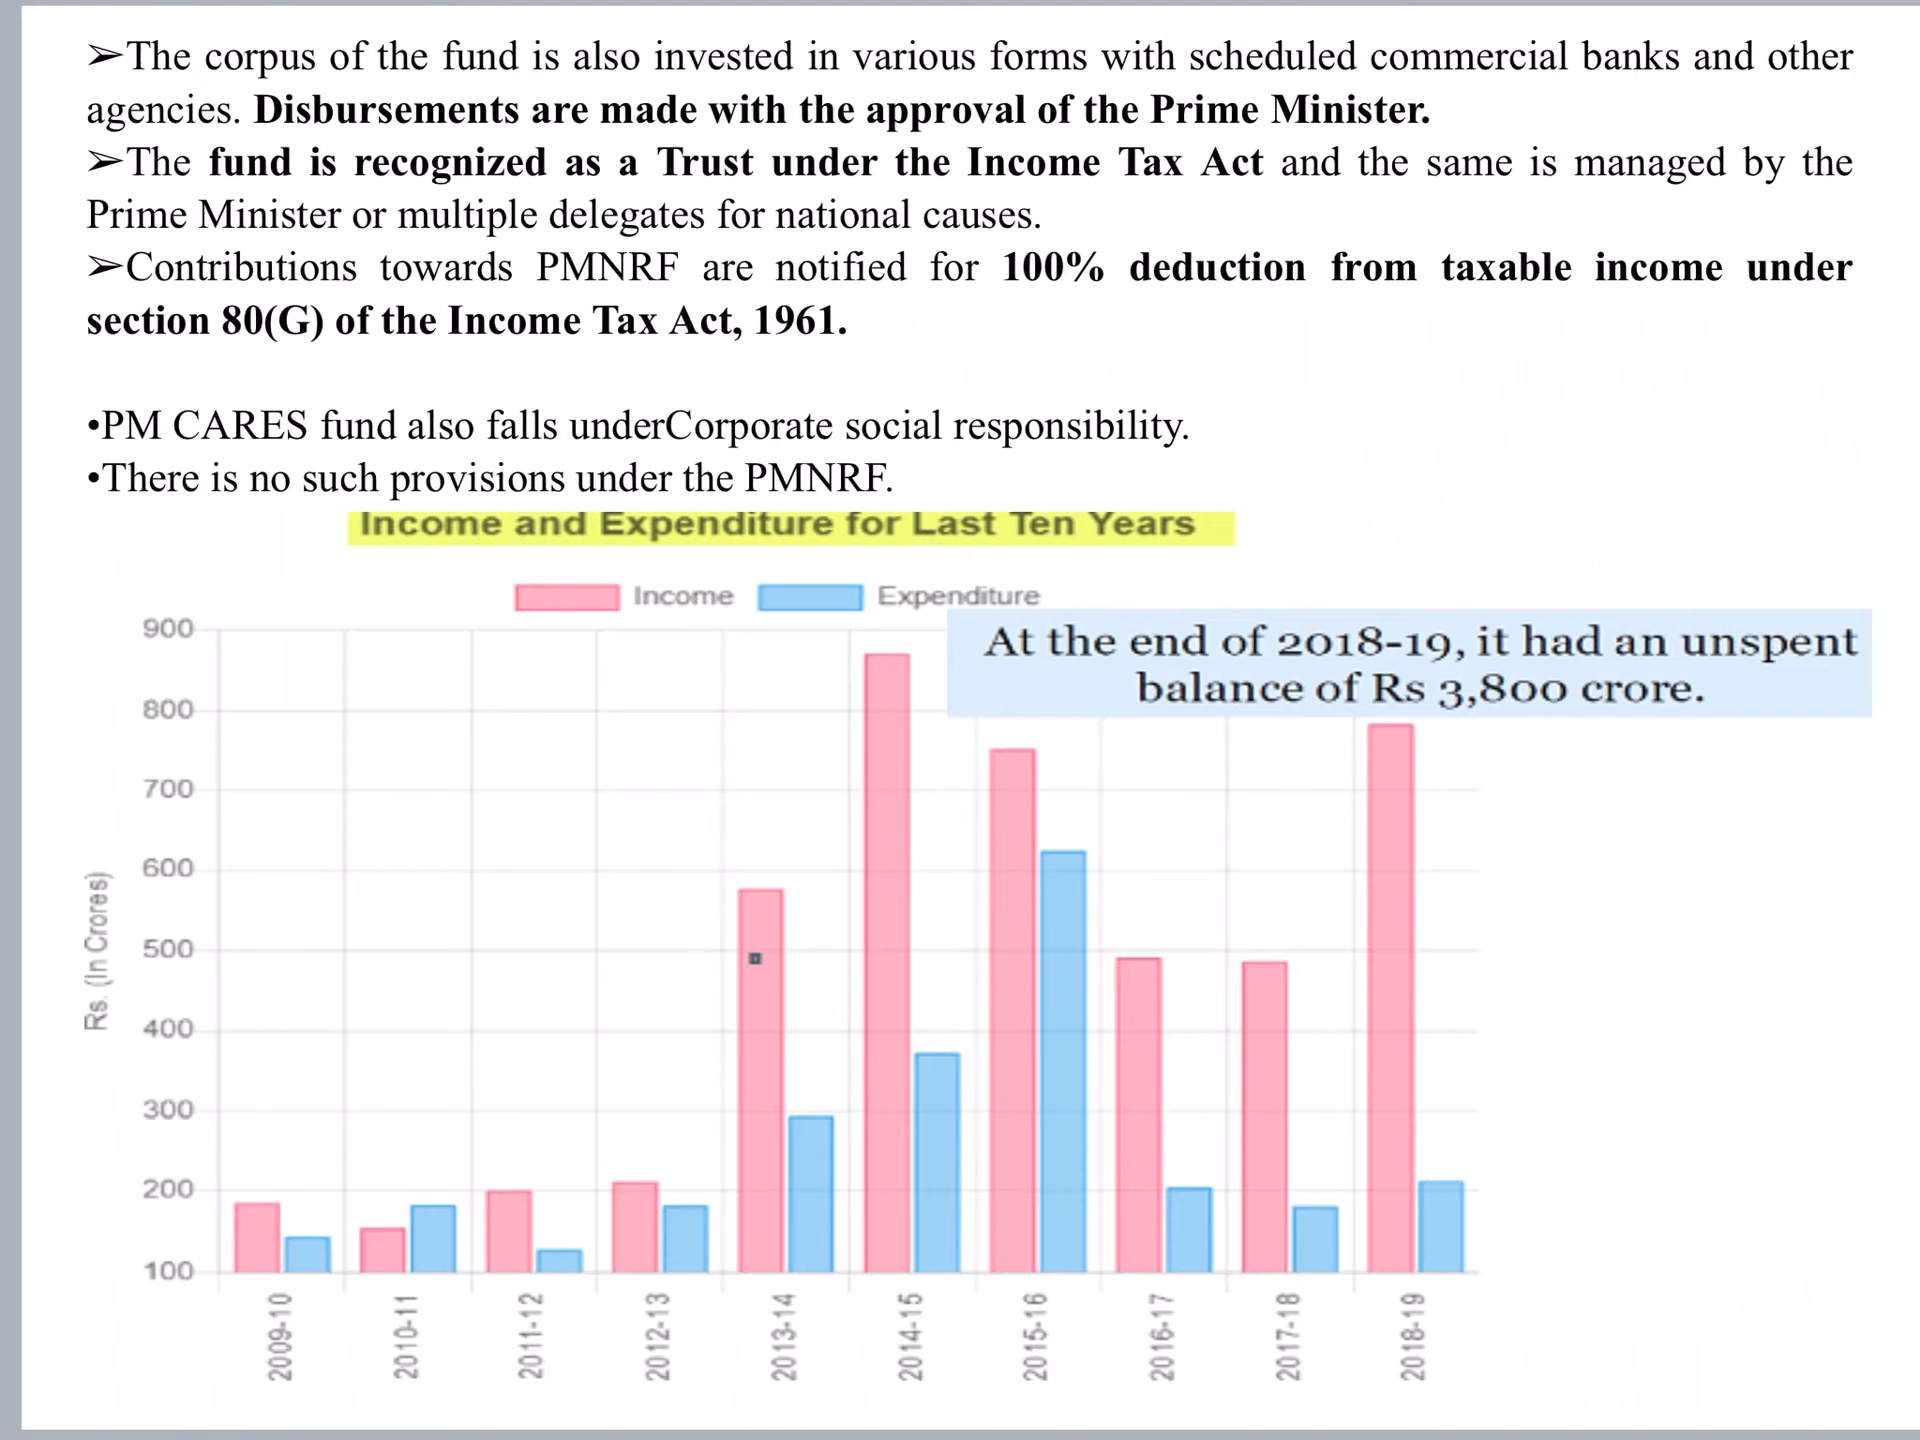 ➢The corpus of the fund is also invested in various forms with scheduled commercial banks and other
agencies. Disbursements are made with the approval of the Prime Minister.
➢The fund is recognized as a Trust under the Income Tax Act and the same is managed by the
Prime Minister or multiple delegates for national causes.
➢Contributions towards PMNRF are notified for 100% deduction from taxable income under
section 80(G) of the Income Tax Act, 1961.
•PM CARES fund also falls underCorporate social responsibility.
•There is no such provisions under the PMNRF.
Income and Expenditure for Last Ten Years
Income Expenditure
At the end of 2018-19, it had an unspent
balance of Rs 3,800 crore.
900
800
700
600
500
400
300
200
100
Rs. (In Crores)
2009-10
2010-11
2011-12
2012-13
2013-14
2014-15
2015-16
2016-17
2017-18
2018-19